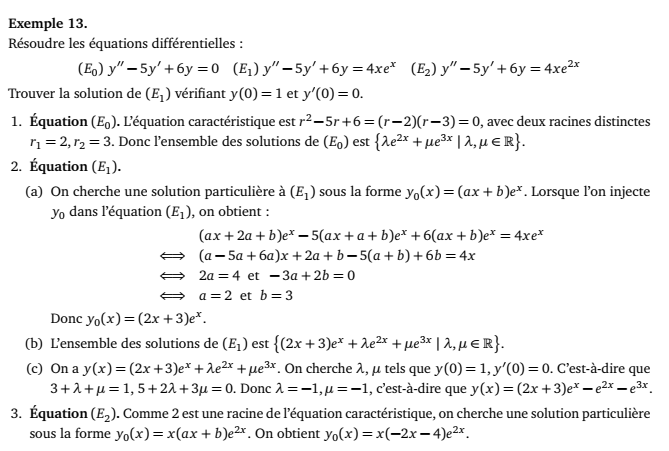 Exemple 13.
Résoudre les équations différentielles :
(E₀) y″ − 5y′ + 6y = 0 (E₁) y″ − 5y′ + 6y = 4xeˣ (E₂) y″ − 5y′ + 6y = 4xe²ˣ
Trouver la solution de (E₁) vérifiant y(0) = 1 et y′(0) = 0.
1. Équation (E₀). L'équation caractéristique est r² − 5r + 6 = (r − 2)(r − 3) = 0, avec deux racines distinctes
r₁ = 2, r₂ = 3. Donc l'ensemble des solutions de (E₀) est {λe²ˣ + μe³ˣ | λ, μ ∈ ℝ}.
2. Équation (E₁).
(a) On cherche une solution particulière à (E₁) sous la forme y₀(x) = (ax + b)eˣ. Lorsque l'on injecte
y₀ dans l'équation (E₁), on obtient :
(ax + 2a + b)eˣ − 5(ax + a + b)eˣ + 6(ax + b)eˣ = 4xeˣ
⟺ (a − 5a + 6a)x + 2a + b − 5(a + b) + 6b = 4x
⟺ 2a = 4 et −3a + 2b = 0
⟺ a = 2 et b = 3
Donc y₀(x) = (2x + 3)eˣ.
(b) L'ensemble des solutions de (E₁) est {(2x + 3)eˣ + λe²ˣ + μe³ˣ | λ, μ ∈ ℝ}.
(c) On a y(x) = (2x + 3)eˣ + λe²ˣ + μe³ˣ. On cherche λ, μ tels que y(0) = 1, y′(0) = 0. C'est-à-dire que
3 + λ + μ = 1, 5 + 2λ + 3μ = 0. Donc λ = −1, μ = −1, c'est-à-dire que y(x) = (2x + 3)eˣ − e²ˣ − e³ˣ.
3. Équation (E₂). Comme 2 est une racine de l'équation caractéristique, on cherche une solution particulière
sous la forme y₀(x) = x(ax + b)e²ˣ. On obtient y₀(x) = x(−2x − 4)e²ˣ.